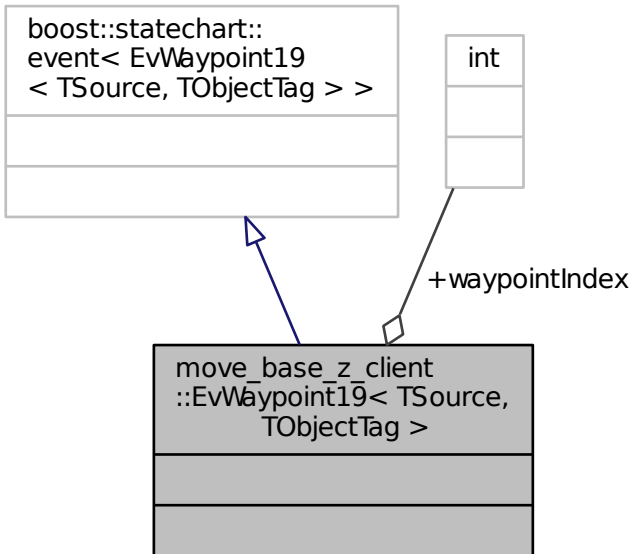 boost::statechart::
event< EvWaypoint19
< TSource, TObjectTag > >
int
+waypointIndex
move_base_z_client
::EvWaypoint19< TSource,
TObjectTag >